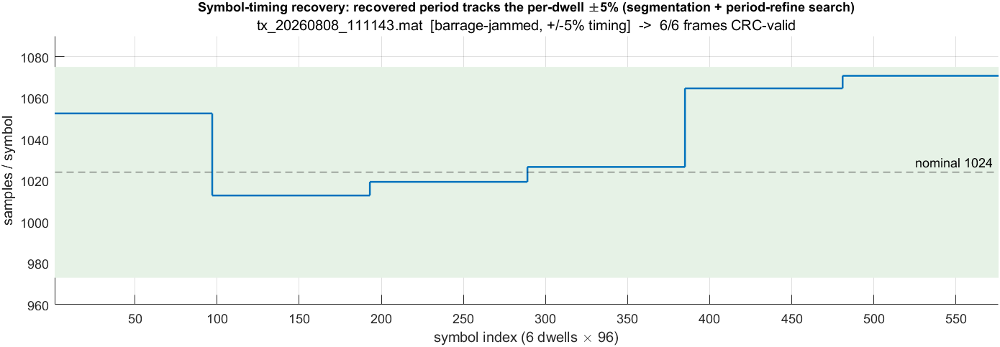 Symbol-timing recovery: recovered period tracks the per-dwell ±5% (segmentation + period-refine search)
tx_20260808_111143.mat [barrage-jammed, +/-5% timing] -> 6/6 frames CRC-valid
samples / symbol
1080
1060
1040
1020
1000
980
960
nominal 1024
50 100 150 200 250 300 350 400 450 500 550
symbol index (6 dwells × 96)